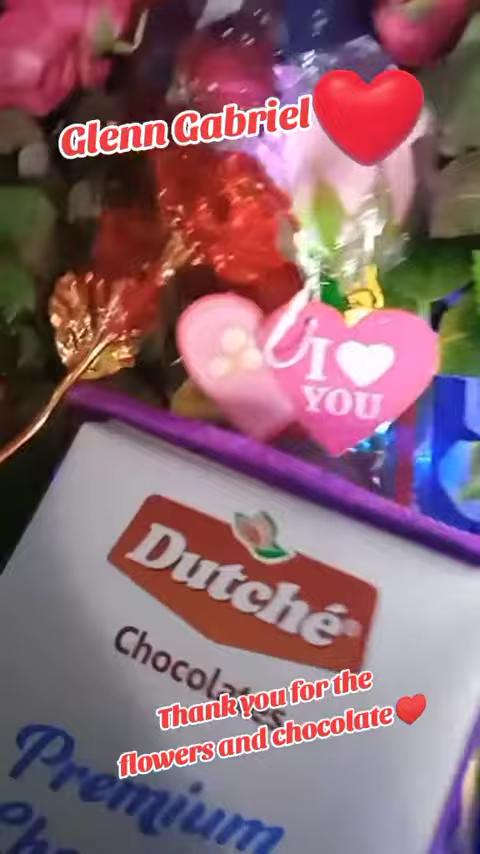 Glenn Gabriel
I
YOU
Dutché
Chocolates
Thank you for the
flowers and chocolate
Premium